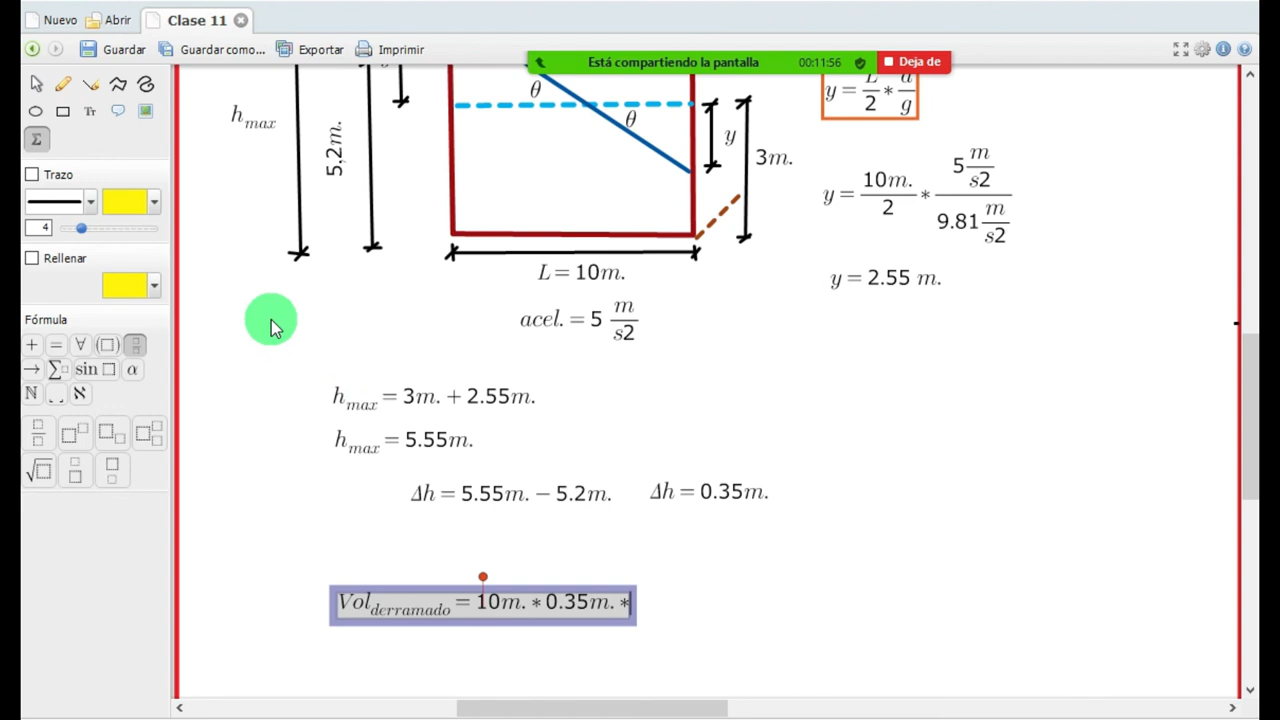 Nuevo Abrir Clase 11
Guardar Guardar como... Exportar Imprimir
Está compartiendo la pantalla 00:11:56 Deja de
Tr
Σ
Trazo
4
Rellenar
Fórmula
+ = ∀ (□)
→ Σ□ sin □ α
ℕ ℵ
h_max
5,2m.
θ
θ
y
3m.
L = 10m.
acel. = 5 m/s2
y = L/2 * a/g
y = 10m./2 * 5 m/s2 / 9.81 m/s2
y = 2.55 m.
h_max = 3m. + 2.55m.
h_max = 5.55m.
Δh = 5.55m. − 5.2m. Δh = 0.35m.
Vol_derramado = 10m. * 0.35m. *